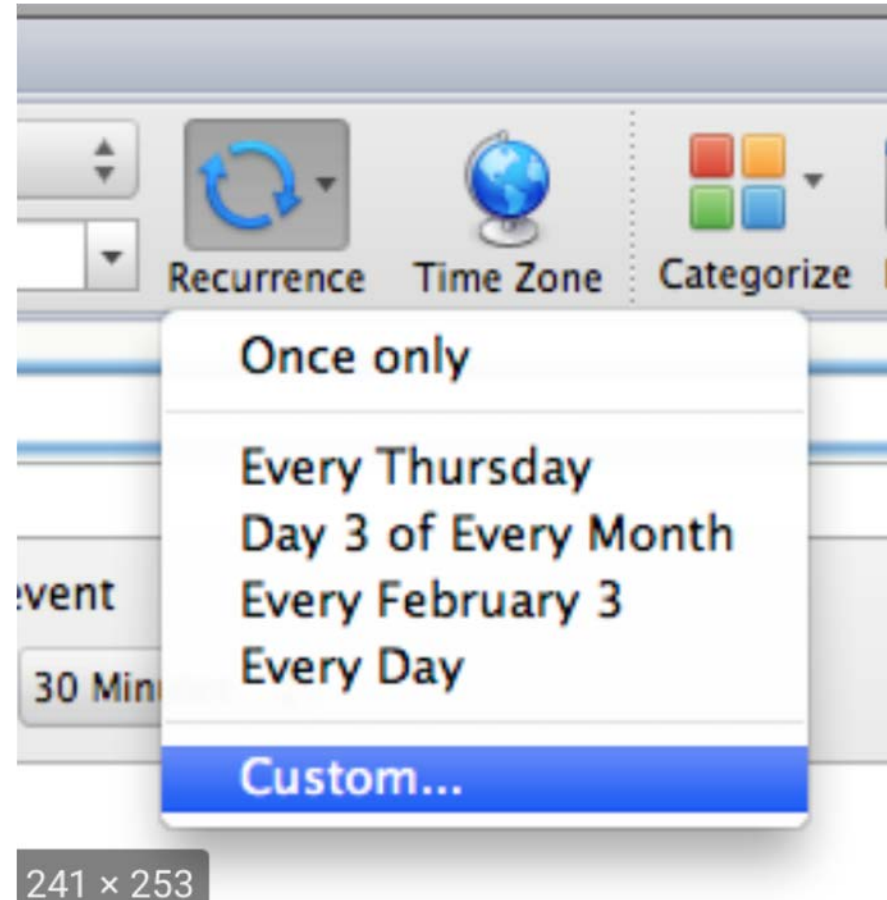 Recurrence
Time Zone
Categorize
Once only
Every Thursday
Day 3 of Every Month
event
Every February 3
30 Min
Every Day
Custom...
241 × 253